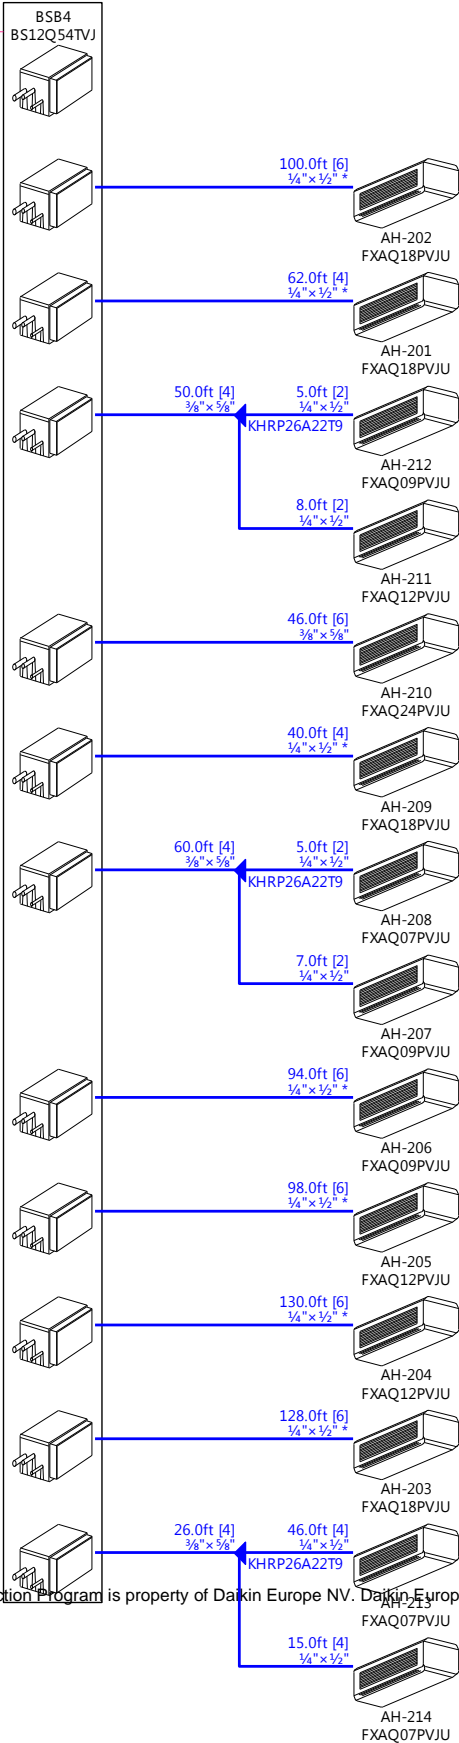 BSB4
BS12Q54TVJ
100.0ft [6]
¼"×½" *
AH-202
FXAQ18PVJU
62.0ft [4]
¼"×½" *
AH-201
FXAQ18PVJU
50.0ft [4]
⅜"×⅝"
5.0ft [2]
¼"×½"
KHRP26A22T9
AH-212
FXAQ09PVJU
8.0ft [2]
¼"×½"
AH-211
FXAQ12PVJU
46.0ft [6]
⅜"×⅝"
AH-210
FXAQ24PVJU
40.0ft [4]
¼"×½" *
AH-209
FXAQ18PVJU
60.0ft [4]
⅜"×⅝"
5.0ft [2]
¼"×½"
KHRP26A22T9
AH-208
FXAQ07PVJU
7.0ft [2]
¼"×½"
AH-207
FXAQ09PVJU
94.0ft [6]
¼"×½" *
AH-206
FXAQ09PVJU
98.0ft [6]
¼"×½" *
AH-205
FXAQ12PVJU
130.0ft [6]
¼"×½" *
AH-204
FXAQ12PVJU
128.0ft [6]
¼"×½" *
AH-203
FXAQ18PVJU
26.0ft [4]
⅜"×⅝"
46.0ft [4]
¼"×½"
KHRP26A22T9
ction Program is property of Daikin Europe NV. Daikin Europ
AH-213
FXAQ07PVJU
15.0ft [4]
¼"×½"
AH-214
FXAQ07PVJU